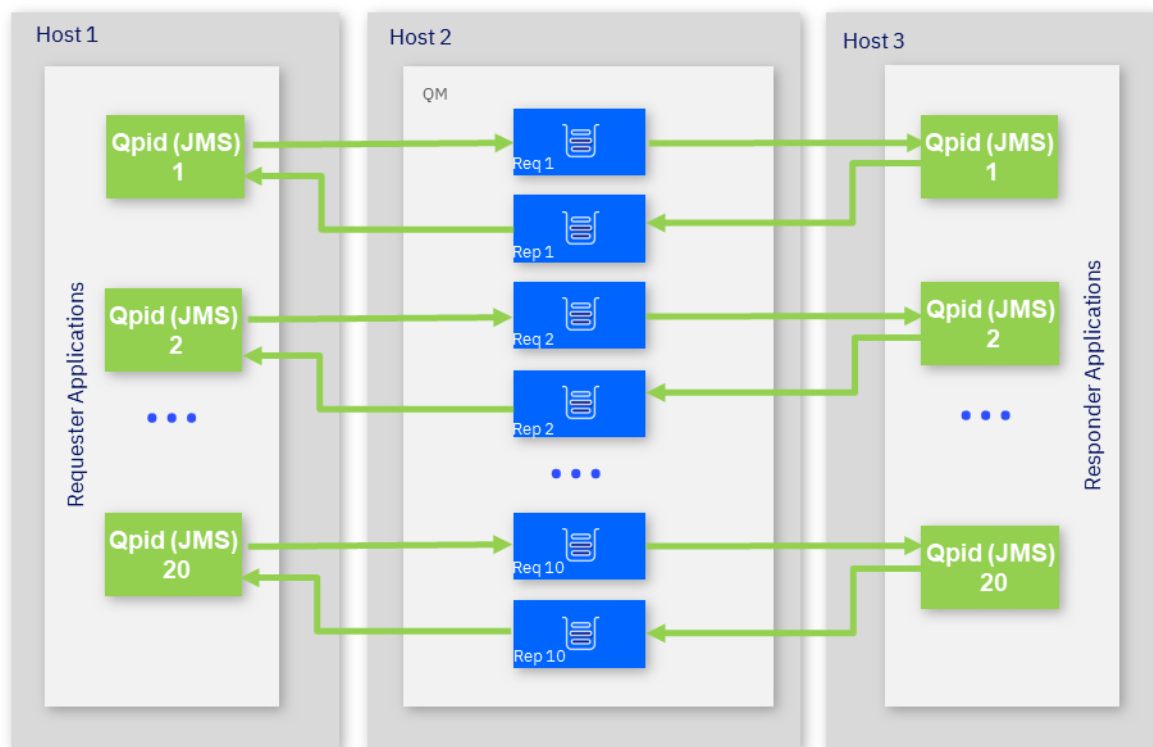 Host 1
Requester Applications
Qpid (JMS)
1
Qpid (JMS)
2
Qpid (JMS)
20
Host 2
QM
Req 1
Rep 1
Req 2
Rep 2
Req 10
Rep 10
Host 3
Qpid (JMS)
1
Qpid (JMS)
2
Qpid (JMS)
20
Responder Applications